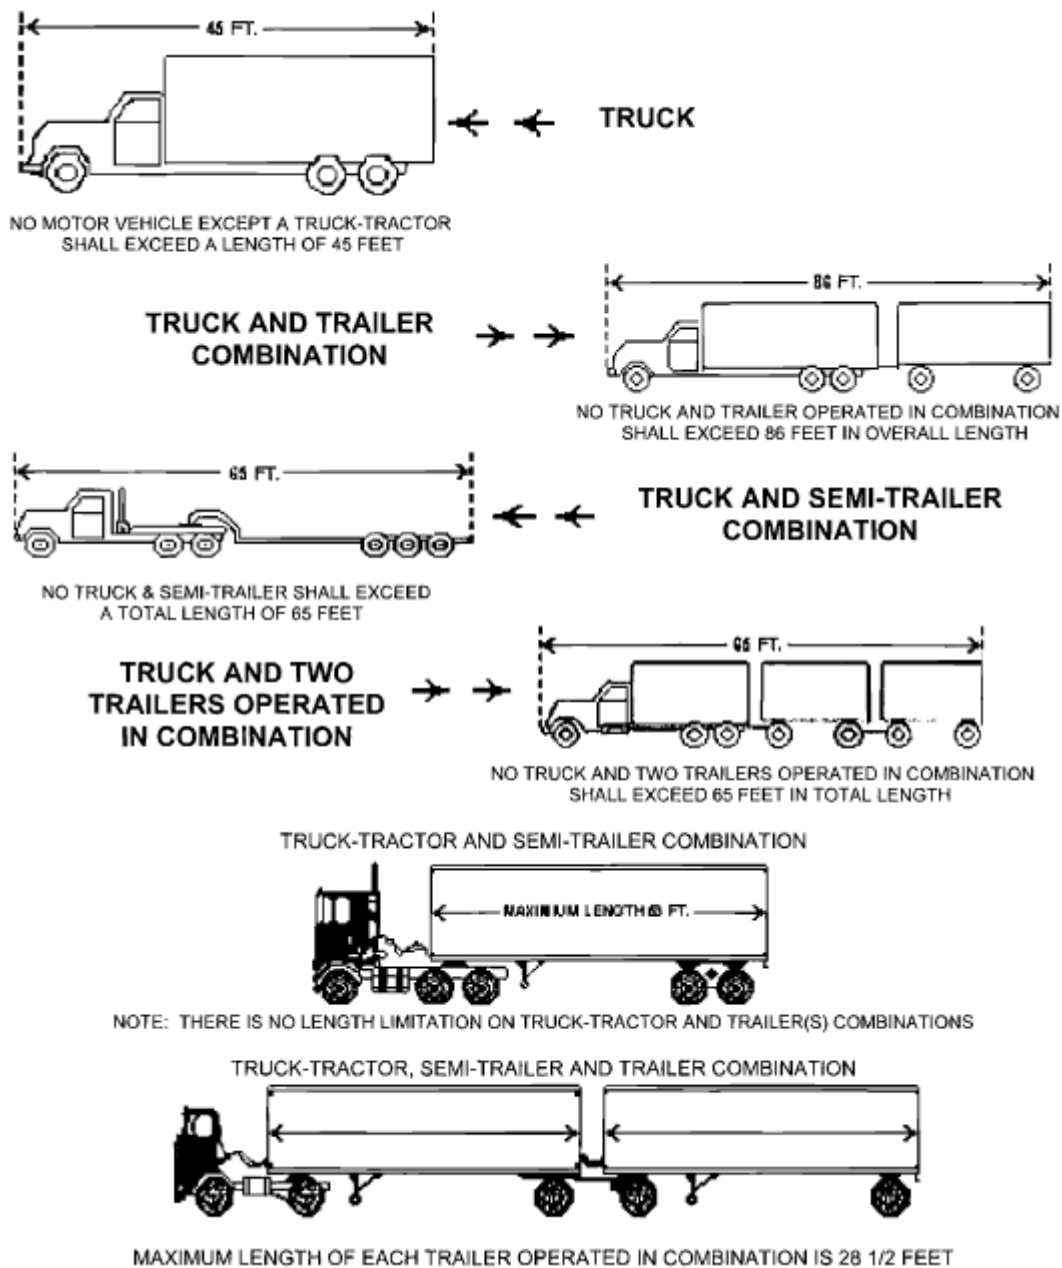 45 FT.
TRUCK
NO MOTOR VEHICLE EXCEPT A TRUCK-TRACTOR
SHALL EXCEED A LENGTH OF 45 FEET
86 FT.
TRUCK AND TRAILER
COMBINATION
NO TRUCK AND TRAILER OPERATED IN COMBINATION
SHALL EXCEED 86 FEET IN OVERALL LENGTH
65 FT.
TRUCK AND SEMI-TRAILER
COMBINATION
NO TRUCK & SEMI-TRAILER SHALL EXCEED
A TOTAL LENGTH OF 65 FEET
65 FT.
TRUCK AND TWO
TRAILERS OPERATED
IN COMBINATION
NO TRUCK AND TWO TRAILERS OPERATED IN COMBINATION
SHALL EXCEED 65 FEET IN TOTAL LENGTH
TRUCK-TRACTOR AND SEMI-TRAILER COMBINATION
MAXIMUM LENGTH FT.
NOTE: THERE IS NO LENGTH LIMITATION ON TRUCK-TRACTOR AND TRAILER(S) COMBINATIONS
TRUCK-TRACTOR, SEMI-TRAILER AND TRAILER COMBINATION
MAXIMUM LENGTH OF EACH TRAILER OPERATED IN COMBINATION IS 28 1/2 FEET